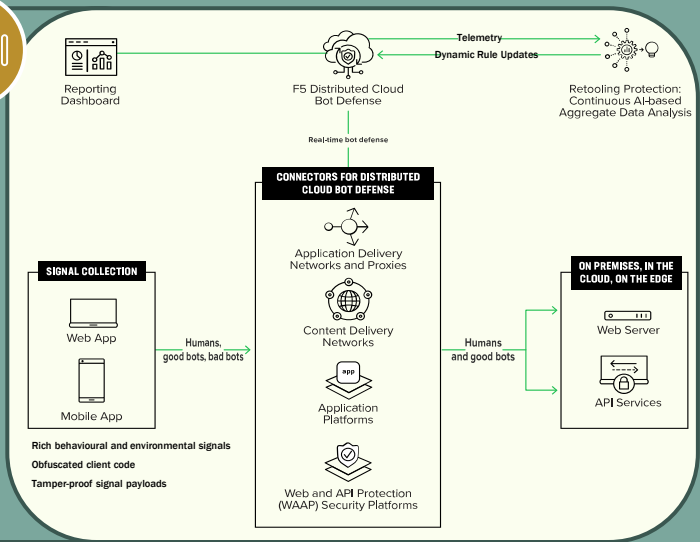 Telemetry
Dynamic Rule Updates
Reporting
Dashboard
F5 Distributed Cloud
Bot Defense
Retooling Protection:
Continuous AI-based
Aggregate Data Analysis
Real-time bot defense
CONNECTORS FOR DISTRIBUTED
CLOUD BOT DEFENSE
Application Delivery
Networks and Proxies
Content Delivery
Networks
app
Application
Platforms
Web and API Protection
(WAAP) Security Platforms
SIGNAL COLLECTION
Web App
Mobile App
Humans,
good bots, bad bots
Rich behavioural and environmental signals
Obfuscated client code
Tamper-proof signal payloads
Humans
and good bots
ON PREMISES, IN THE
CLOUD, ON THE EDGE
Web Server
API Services